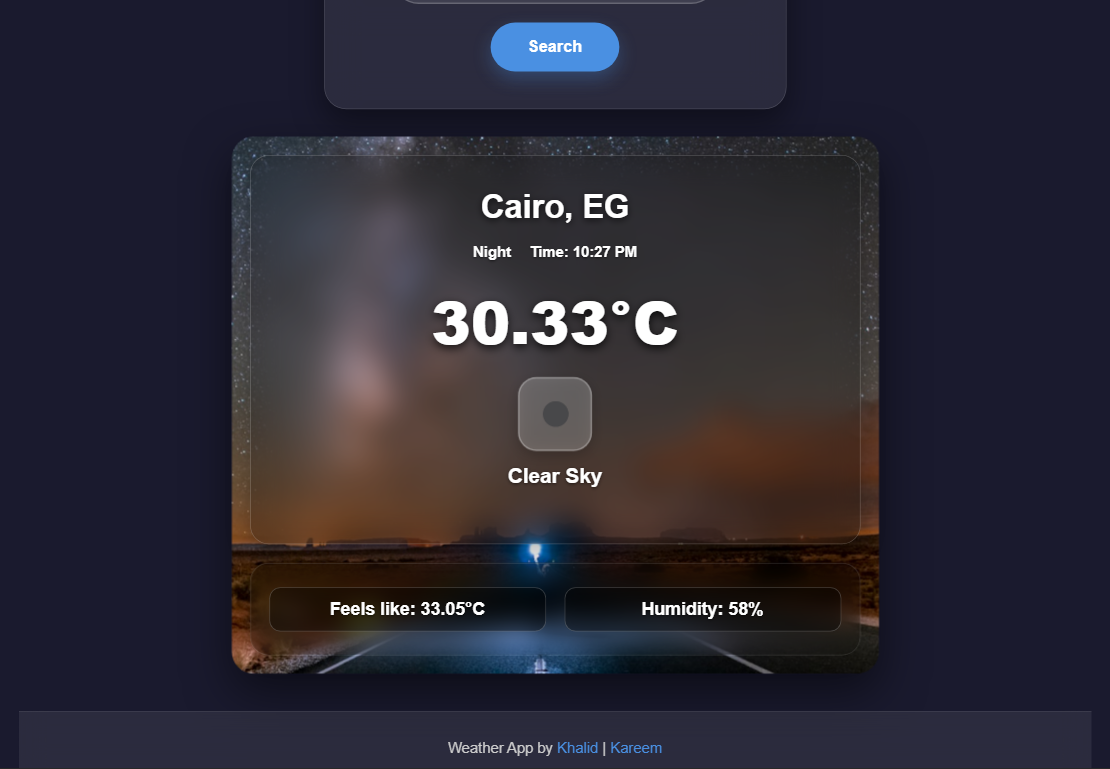 Search
Cairo, EG
Night Time: 10:27 PM
30.33°C
Clear Sky
Feels like: 33.05°C
Humidity: 58%
Weather App by Khalid | Kareem